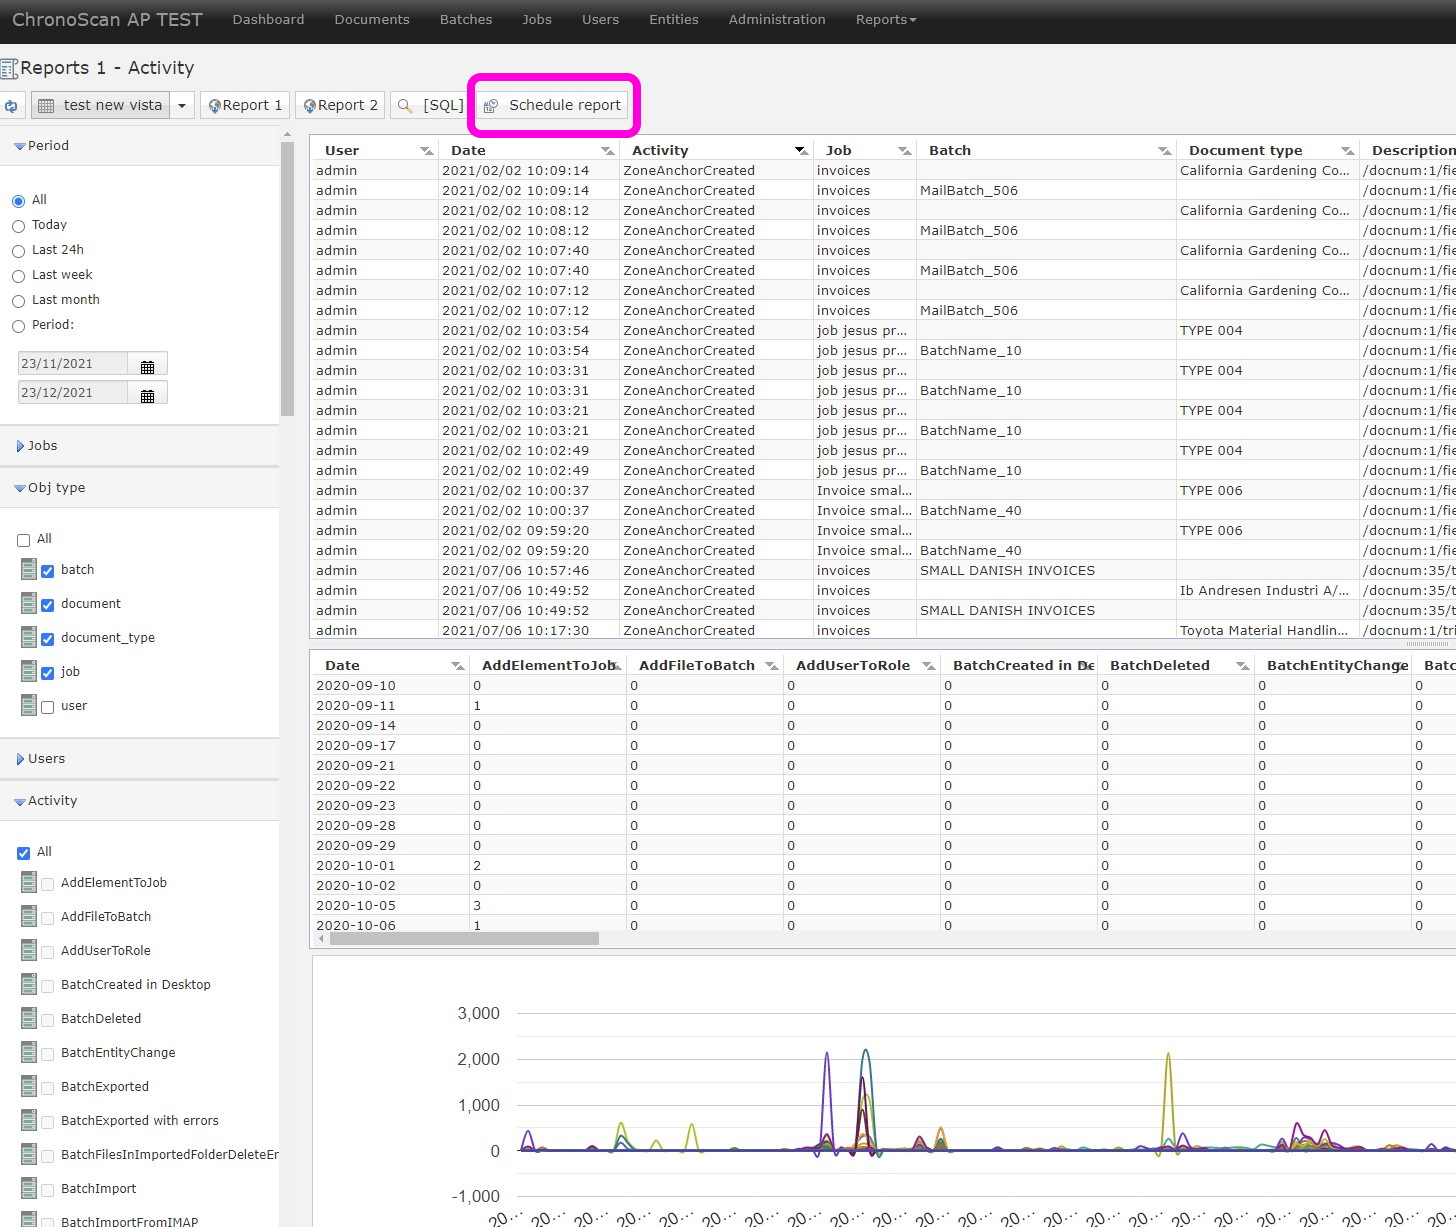 ChronoScan AP TEST Dashboard Documents Batches Jobs Users Entities Administration Reports
Reports 1 - Activity
test new vista Report 1 Report 2 [SQL] Schedule report
Period
All
Today
Last 24h
Last week
Last month
Period:
23/11/2021
23/12/2021
Jobs
Obj type
All
batch
document
document_type
job
user
Users
Activity
All
AddElementToJob
AddFileToBatch
AddUserToRole
BatchCreated in Desktop
BatchDeleted
BatchEntityChange
BatchExported
BatchExported with errors
BatchFilesInImportedFolderDeleteEr
BatchImport
BatchImportFromIMAP
User Date Activity Job Batch Document type Description
admin 2021/02/02 10:09:14 ZoneAnchorCreated invoices California Gardening Co... /docnum:1/fie
admin 2021/02/02 10:09:14 ZoneAnchorCreated invoices MailBatch_506 /docnum:1/fie
admin 2021/02/02 10:08:12 ZoneAnchorCreated invoices California Gardening Co... /docnum:1/fie
admin 2021/02/02 10:08:12 ZoneAnchorCreated invoices MailBatch_506 /docnum:1/fie
admin 2021/02/02 10:07:40 ZoneAnchorCreated invoices California Gardening Co... /docnum:1/fie
admin 2021/02/02 10:07:40 ZoneAnchorCreated invoices MailBatch_506 /docnum:1/fie
admin 2021/02/02 10:07:12 ZoneAnchorCreated invoices California Gardening Co... /docnum:1/fie
admin 2021/02/02 10:07:12 ZoneAnchorCreated invoices MailBatch_506 /docnum:1/fie
admin 2021/02/02 10:03:54 ZoneAnchorCreated job jesus pr... TYPE 004 /docnum:1/fie
admin 2021/02/02 10:03:54 ZoneAnchorCreated job jesus pr... BatchName_10 /docnum:1/fie
admin 2021/02/02 10:03:31 ZoneAnchorCreated job jesus pr... TYPE 004 /docnum:1/fie
admin 2021/02/02 10:03:31 ZoneAnchorCreated job jesus pr... BatchName_10 /docnum:1/fie
admin 2021/02/02 10:03:21 ZoneAnchorCreated job jesus pr... TYPE 004 /docnum:1/fie
admin 2021/02/02 10:03:21 ZoneAnchorCreated job jesus pr... BatchName_10 /docnum:1/fie
admin 2021/02/02 10:02:49 ZoneAnchorCreated job jesus pr... TYPE 004 /docnum:1/fie
admin 2021/02/02 10:02:49 ZoneAnchorCreated job jesus pr... BatchName_10 /docnum:1/fie
admin 2021/02/02 10:00:37 ZoneAnchorCreated Invoice smal... TYPE 006 /docnum:1/fie
admin 2021/02/02 10:00:37 ZoneAnchorCreated Invoice smal... BatchName_40 /docnum:1/fie
admin 2021/02/02 09:59:20 ZoneAnchorCreated Invoice smal... TYPE 006 /docnum:1/fie
admin 2021/02/02 09:59:20 ZoneAnchorCreated Invoice smal... BatchName_40 /docnum:1/fie
admin 2021/07/06 10:57:46 ZoneAnchorCreated invoices SMALL DANISH INVOICES /docnum:35/t
admin 2021/07/06 10:49:52 ZoneAnchorCreated invoices Ib Andresen Industri A/... /docnum:35/t
admin 2021/07/06 10:49:52 ZoneAnchorCreated invoices SMALL DANISH INVOICES /docnum:35/t
admin 2021/07/06 10:17:30 ZoneAnchorCreated invoices Toyota Material Handlin... /docnum:1/tri
Date AddElementToJob AddFileToBatch AddUserToRole BatchCreated in De BatchDeleted BatchEntityChange Batc
2020-09-10 0 0 0 0 0 0 0
2020-09-11 1 0 0 0 0 0 0
2020-09-14 0 0 0 0 0 0 0
2020-09-17 0 0 0 0 0 0 0
2020-09-21 0 0 0 0 0 0 0
2020-09-22 0 0 0 0 0 0 0
2020-09-23 0 0 0 0 0 0 0
2020-09-28 0 0 0 0 0 0 0
2020-09-29 0 0 0 0 0 0 0
2020-10-01 2 0 0 0 0 0 0
2020-10-02 0 0 0 0 0 0 0
2020-10-05 3 0 0 0 0 0 0
2020-10-06 1 0 0 0 0 0 0
3,000
2,000
1,000
0
-1,000
20... 20... 20... 20... 20... 20... 20... 20... 20... 20... 20... 20... 20... 20... 20... 20... 20... 20... 20... 20... 20... 20... 20